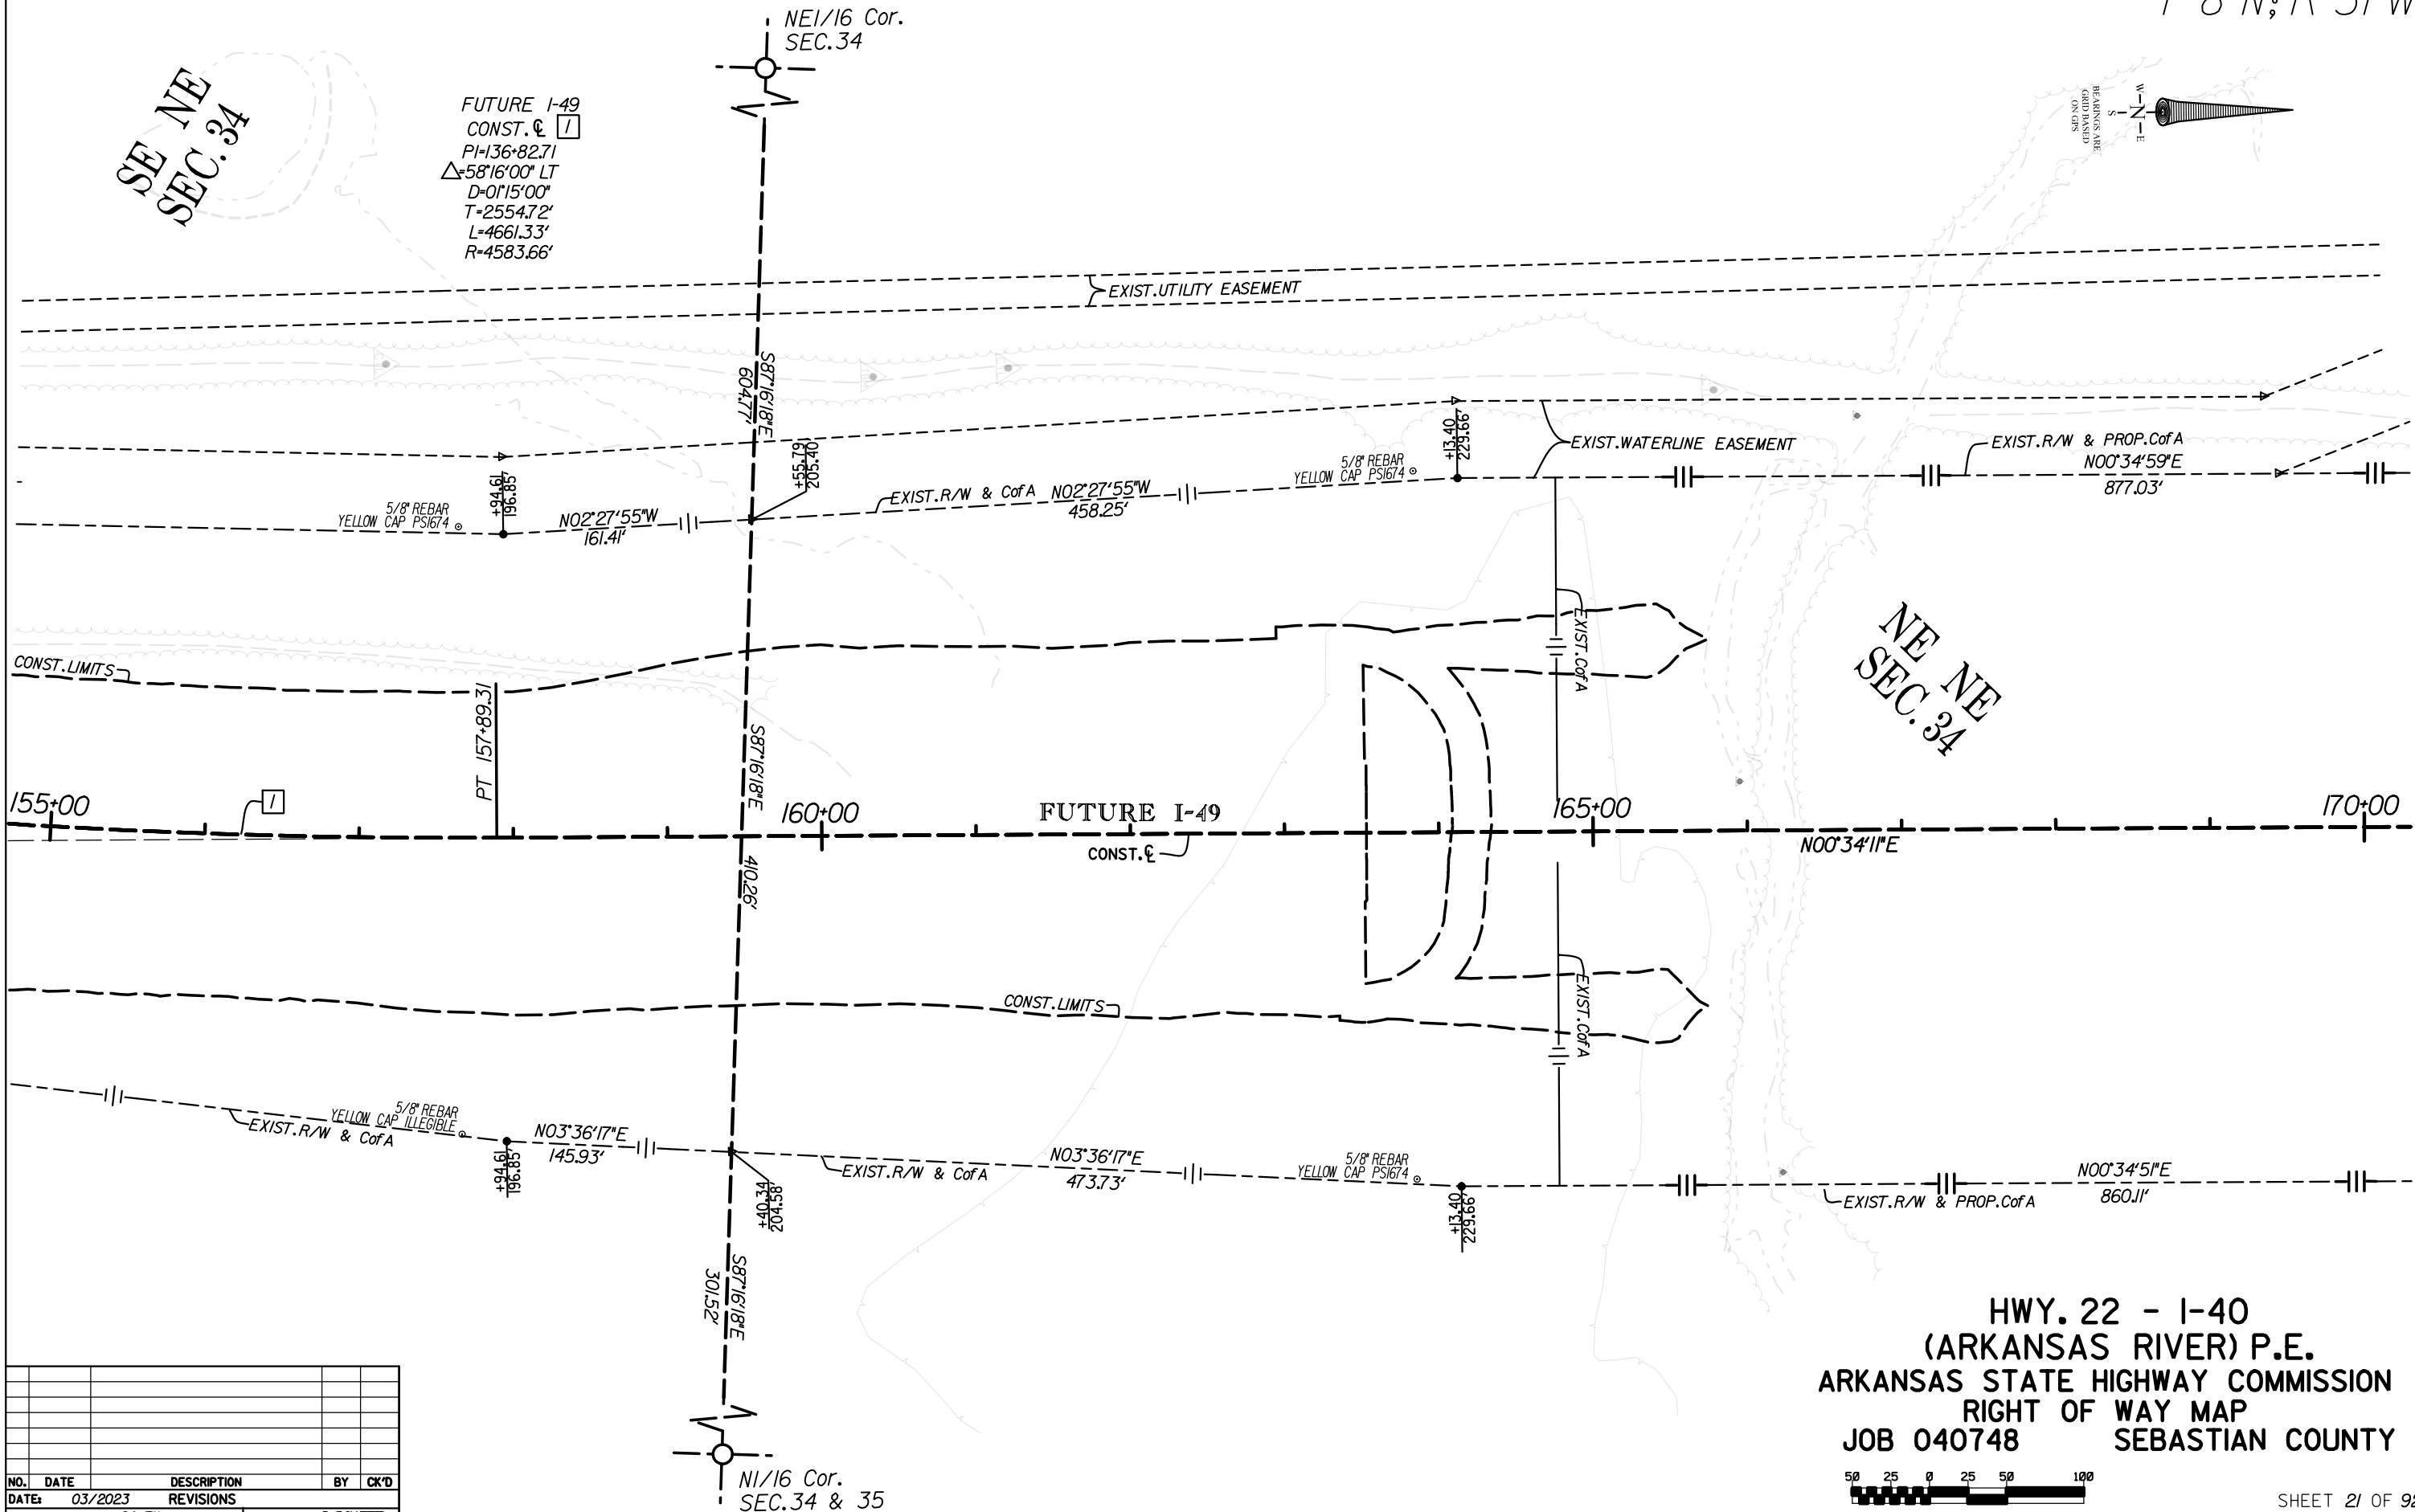 T 8 N; R 31 W
NE1/16 Cor.
SEC. 34
SE NE
SEC. 34
FUTURE I-49
CONST. ℄ 1
PI=136+82.71
△=58°16'00" LT
D=01°15'00"
T=2554.72'
L=4661.33'
R=4583.66'
W N E
S
BEARINGS ARE
GRID BASED
ON GPS
EXIST. UTILITY EASEMENT
S87°16'18"E
604.77'
+55.79
205.40'
+13.40
229.66'
EXIST. WATERLINE EASEMENT
EXIST. R/W & PROP. CofA
N00°34'59"E
877.03'
+94.61
196.85'
5/8" REBAR
YELLOW CAP PS1674
N02°27'55"W
161.41'
EXIST. R/W & CofA N02°27'55"W
458.25'
5/8" REBAR
YELLOW CAP PS1674
EXIST. CofA
NE NE
SEC. 34
CONST. LIMITS
PT 157+89.31
S87°16'18"E
410.26'
155+00
1
160+00
FUTURE I-49
165+00
170+00
CONST. ℄
N00°34'11"E
CONST. LIMITS
EXIST. CofA
5/8" REBAR
YELLOW CAP ILLEGIBLE
EXIST. R/W & CofA
+94.61
196.85'
N03°36'17"E
145.93'
+40.34
204.58'
EXIST. R/W & CofA
N03°36'17"E
473.73'
5/8" REBAR
YELLOW CAP PS1674
+13.40
229.66'
N00°34'51"E
860.11'
EXIST. R/W & PROP. CofA
S87°16'18"E
301.52'
N1/16 Cor.
SEC. 34 & 35
HWY. 22 - I-40
(ARKANSAS RIVER) P.E.
ARKANSAS STATE HIGHWAY COMMISSION
RIGHT OF WAY MAP
JOB 040748 SEBASTIAN COUNTY
50 25 0 25 50 100
SHEET 21 OF 92
NO. DATE DESCRIPTION BY CK'D
DATE: 03/2023 REVISIONS